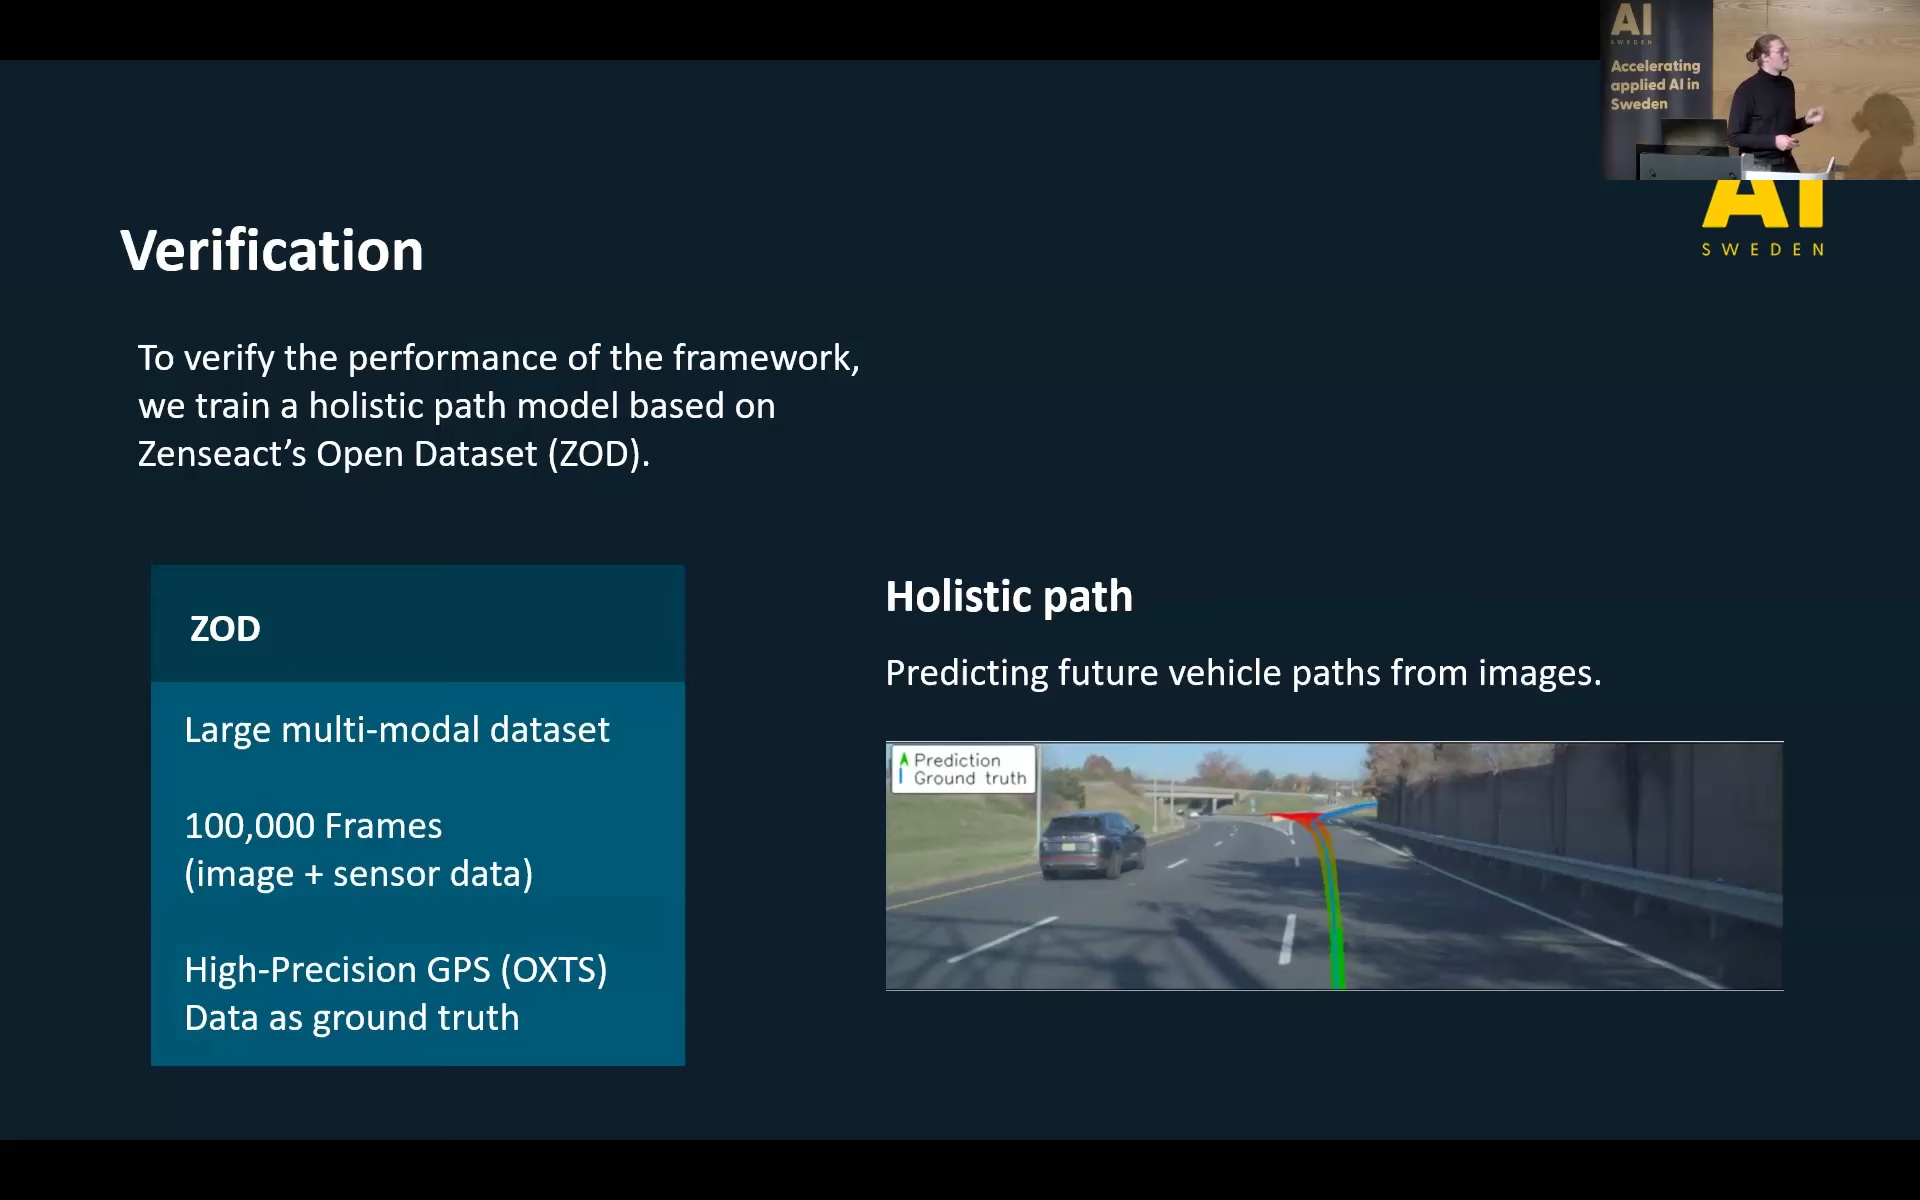 AI
SWEDEN
Accelerating
applied AI in
Sweden
AI
SWEDEN
Verification
To verify the performance of the framework,
we train a holistic path model based on
Zenseact’s Open Dataset (ZOD).
ZOD
Large multi-modal dataset
100,000 Frames
(image + sensor data)
High-Precision GPS (OXTS)
Data as ground truth
Holistic path
Predicting future vehicle paths from images.
Prediction
Ground truth